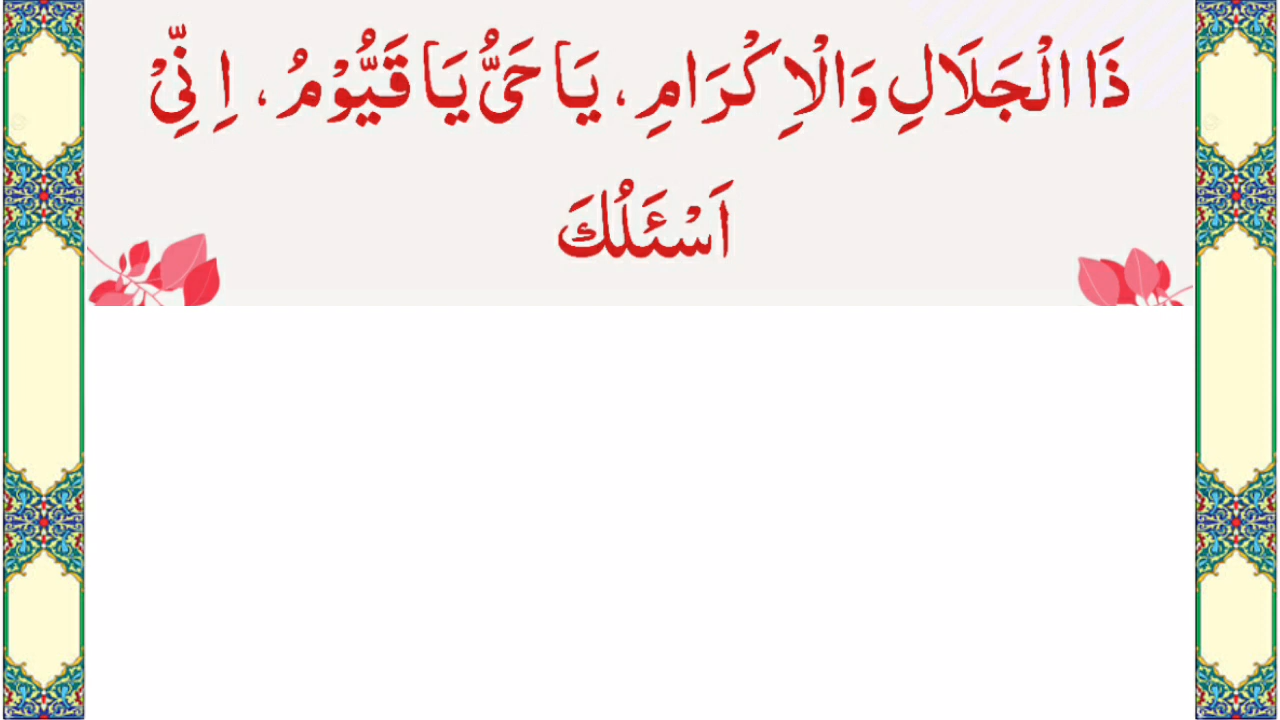 ذَا الْجَلَالِ وَالْاِكْرَامِ، يَا حَيُّ يَا قَيُّوْمُ، اِنِّيْ
اَسْئَلُكَ